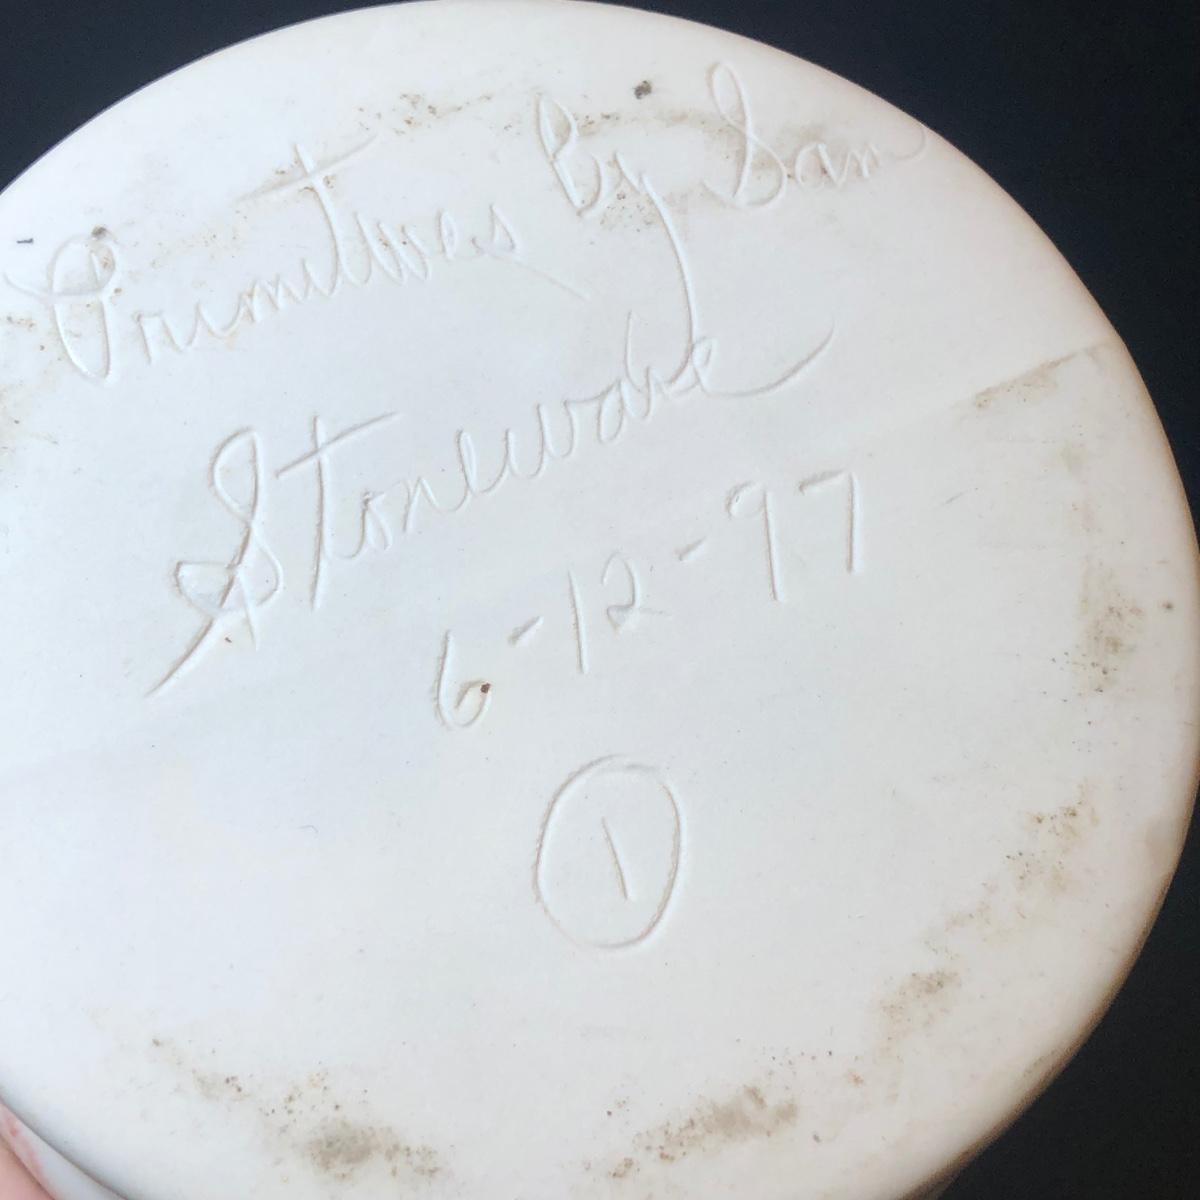 Primitives By Sam
Stoneware
6-12-97
1